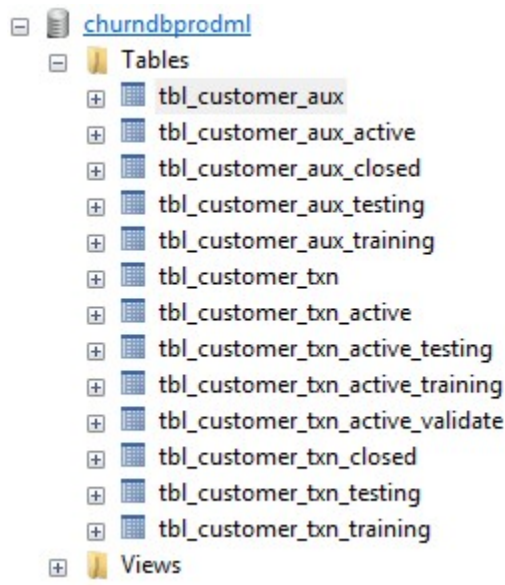 churndbprodml
Tables
tbl_customer_aux
tbl_customer_aux_active
tbl_customer_aux_closed
tbl_customer_aux_testing
tbl_customer_aux_training
tbl_customer_txn
tbl_customer_txn_active
tbl_customer_txn_active_testing
tbl_customer_txn_active_training
tbl_customer_txn_active_validate
tbl_customer_txn_closed
tbl_customer_txn_testing
tbl_customer_txn_training
Views